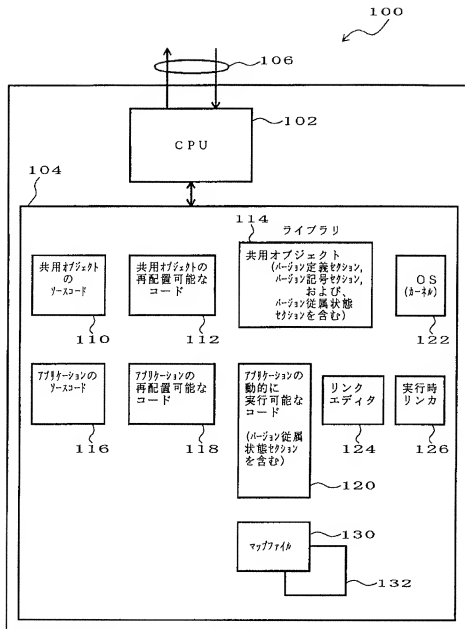 100
106
102
CPU
104
114
ライブラリ
共用オブジェクト
(バージョン定義セクション,
バージョン記号セクション,
および、
バージョン従属状態
セクションを含む)
共用オブジェクト
の
ソースコード
110
共用オブジェクトの
再配置可能な
コード
112
OS
(カーネル)
122
アプリケーションの
ソースコード
116
アプリケーションの
再配置可能な
コード
118
アプリケーションの
動的に
実行可能な
コード
(バージョン従属
状態セクション
を含む)
120
リンク
エディタ
124
実行時
リンカ
126
マップファイル
130
132